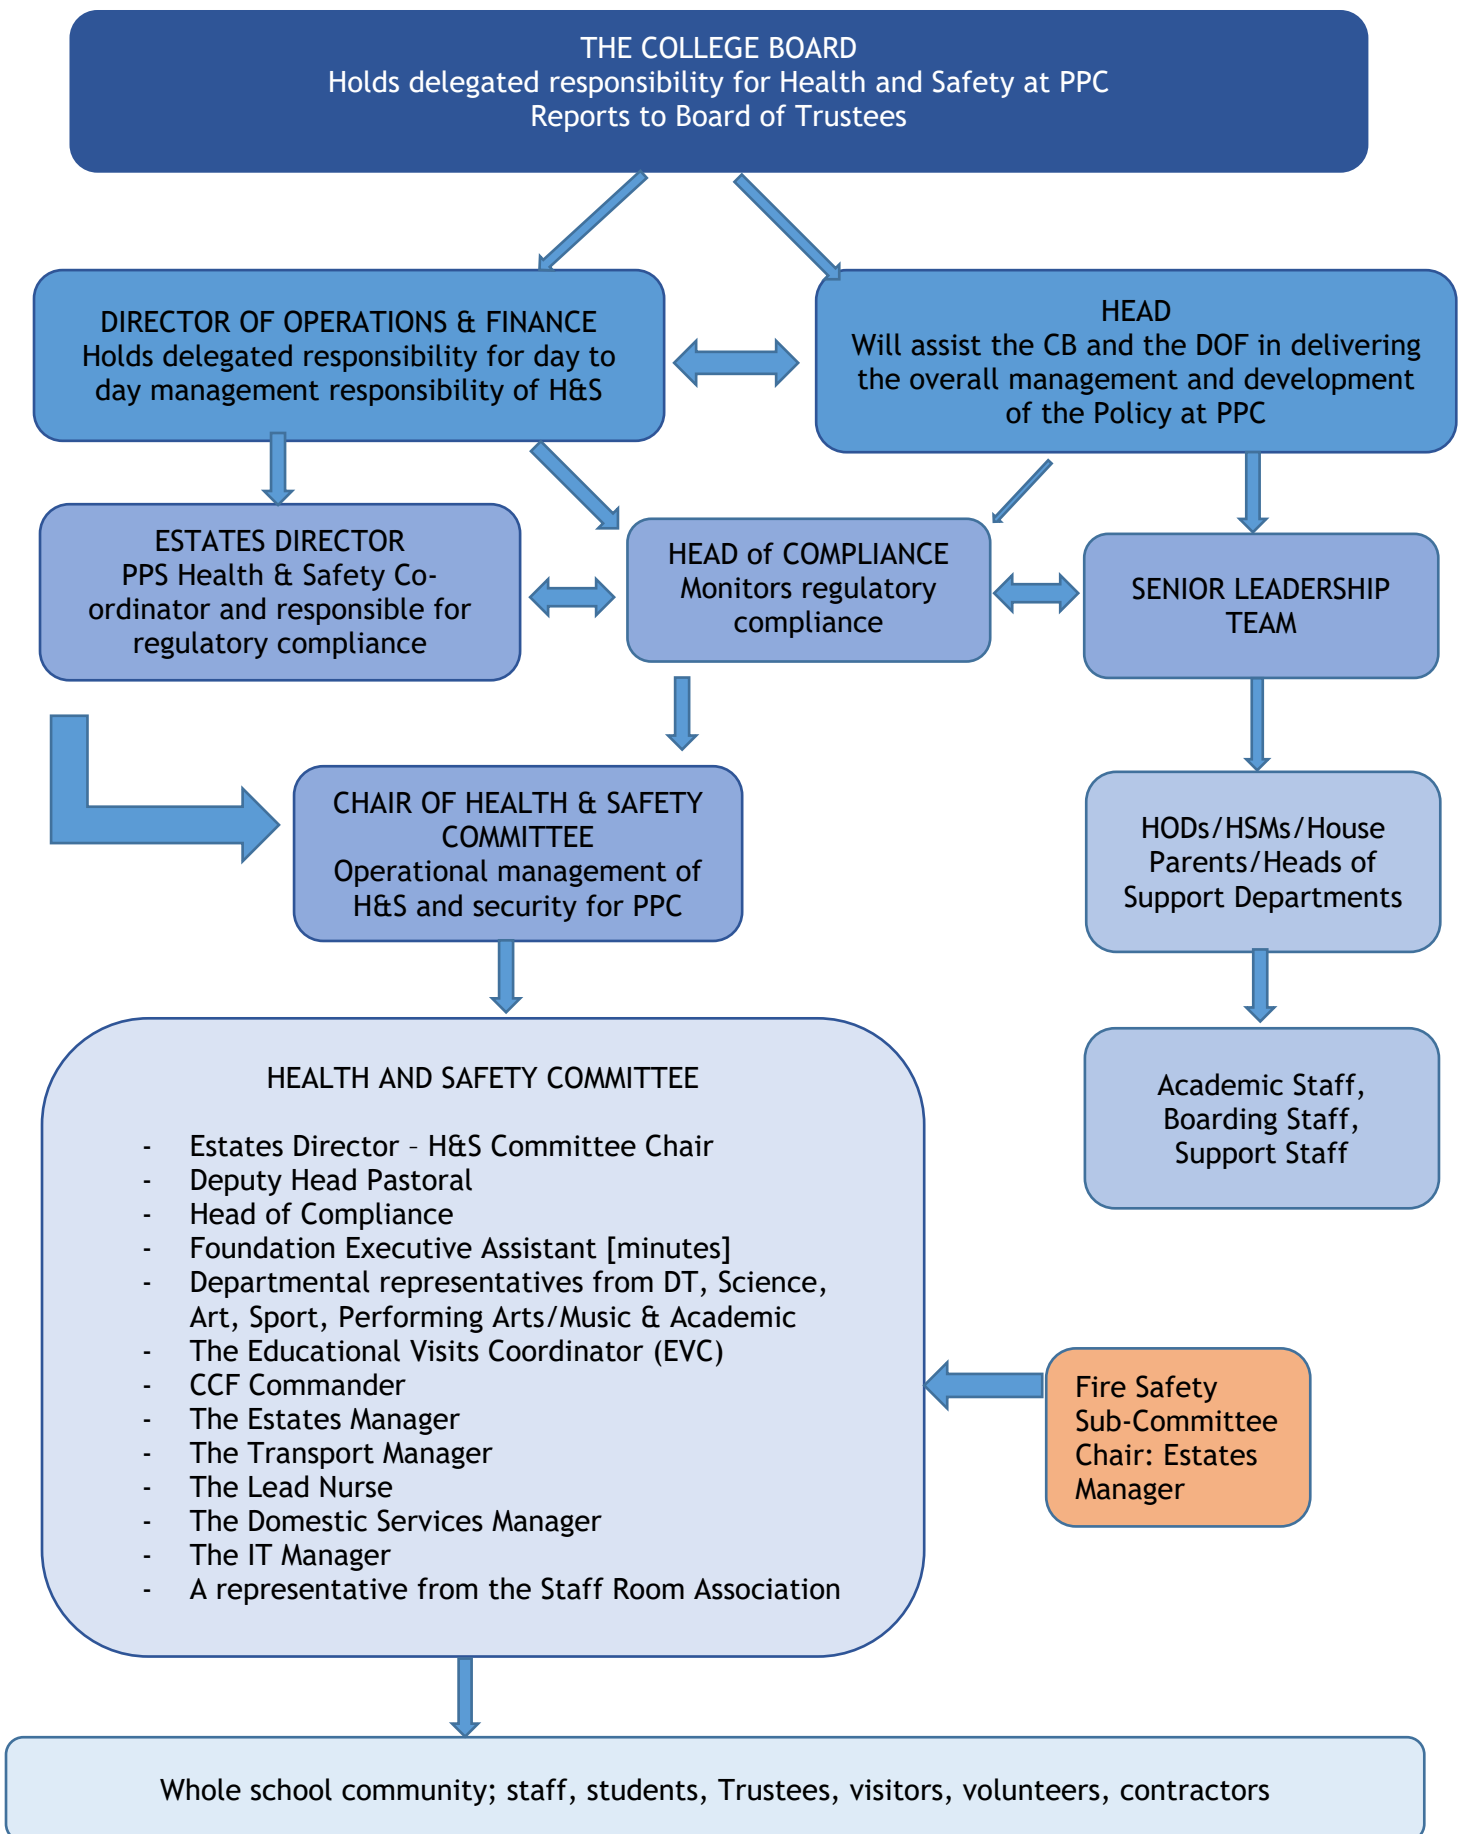 THE COLLEGE BOARD
Holds delegated responsibility for Health and Safety at PPC
Reports to Board of Trustees
DIRECTOR OF OPERATIONS & FINANCE
Holds delegated responsibility for day to
day management responsibility of H&S
HEAD
Will assist the CB and the DOF in delivering
the overall management and development
of the Policy at PPC
ESTATES DIRECTOR
PPS Health & Safety Co-
ordinator and responsible for
regulatory compliance
HEAD of COMPLIANCE
Monitors regulatory
compliance
SENIOR LEADERSHIP
TEAM
CHAIR OF HEALTH & SAFETY
COMMITTEE
Operational management of
H&S and security for PPC
HODs/HSMs/House
Parents/Heads of
Support Departments
Academic Staff,
Boarding Staff,
Support Staff
HEALTH AND SAFETY COMMITTEE
- Estates Director – H&S Committee Chair
- Deputy Head Pastoral
- Head of Compliance
- Foundation Executive Assistant [minutes]
- Departmental representatives from DT, Science,
Art, Sport, Performing Arts/Music & Academic
- The Educational Visits Coordinator (EVC)
- CCF Commander
- The Estates Manager
- The Transport Manager
- The Lead Nurse
- The Domestic Services Manager
- The IT Manager
- A representative from the Staff Room Association
Fire Safety
Sub-Committee
Chair: Estates
Manager
Whole school community; staff, students, Trustees, visitors, volunteers, contractors